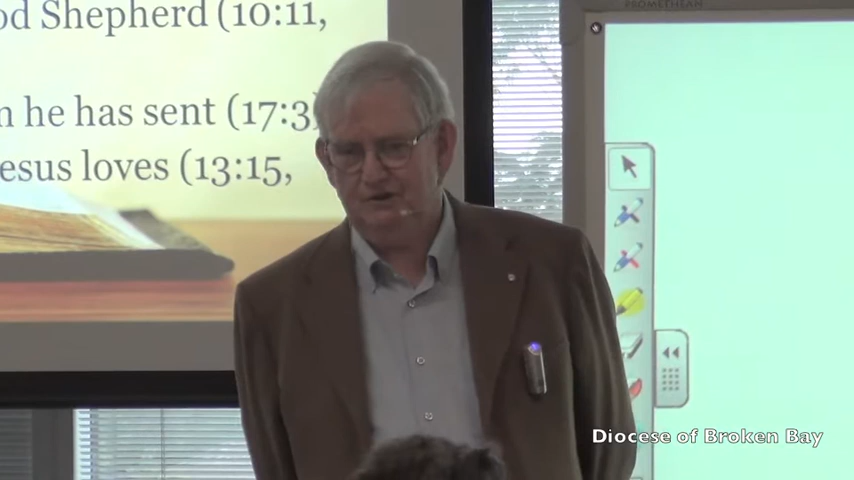 od Shepherd (10:11,
n he has sent (17:3)
esus loves (13:15,
PROMETHEAN
Diocese of Broken Bay